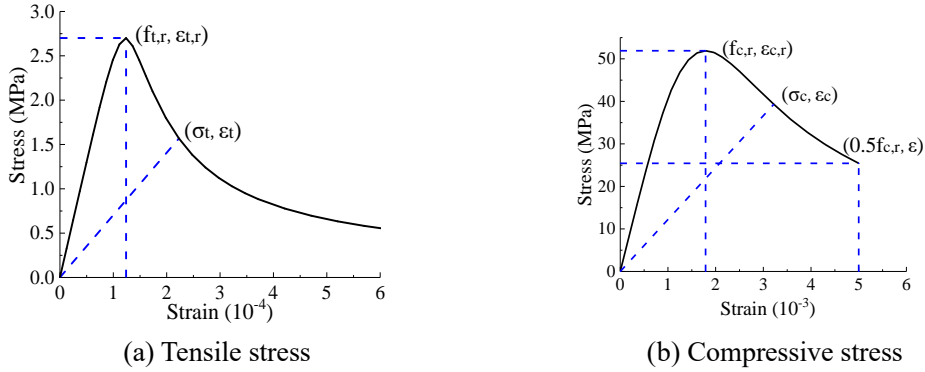 3.0
2.5
2.0
1.5
1.0
0.5
0.0
Stress (MPa)
(ft,r, εt,r)
(σt, εt)
0 1 2 3 4 5 6
Strain (10-4)
(a) Tensile stress
50
40
30
20
10
0
Stress (MPa)
(fc,r, εc,r)
(σc, εc)
(0.5fc,r, ε)
0 1 2 3 4 5 6
Strain (10-3)
(b) Compressive stress